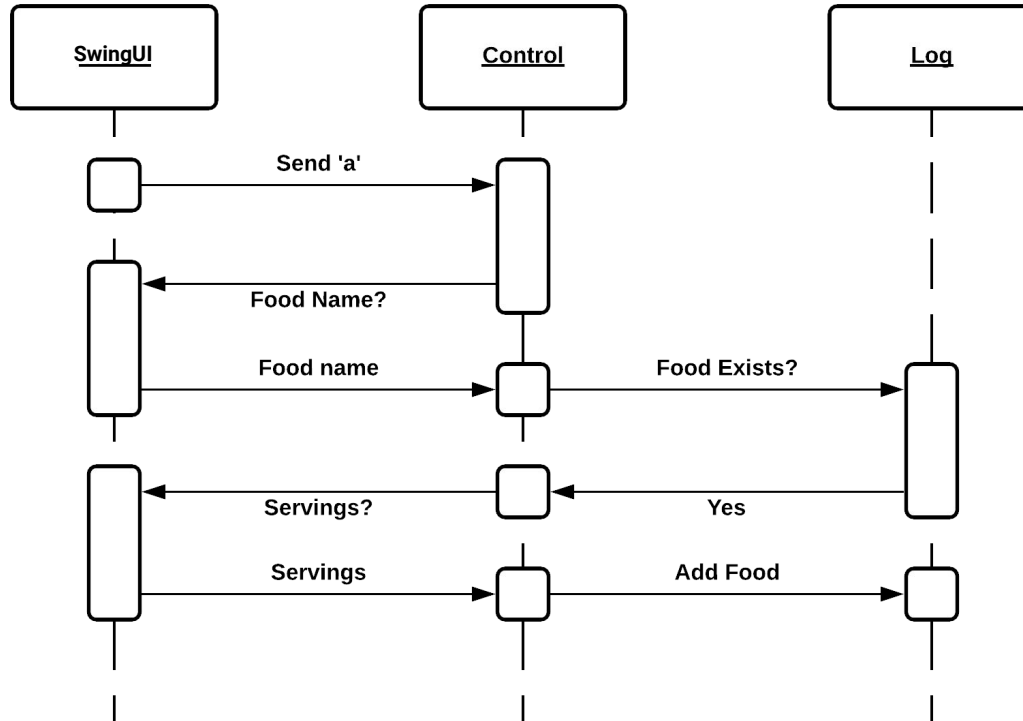 SwingUI
Control
Log
Send 'a'
Food Name?
Food name
Food Exists?
Servings?
Yes
Servings
Add Food